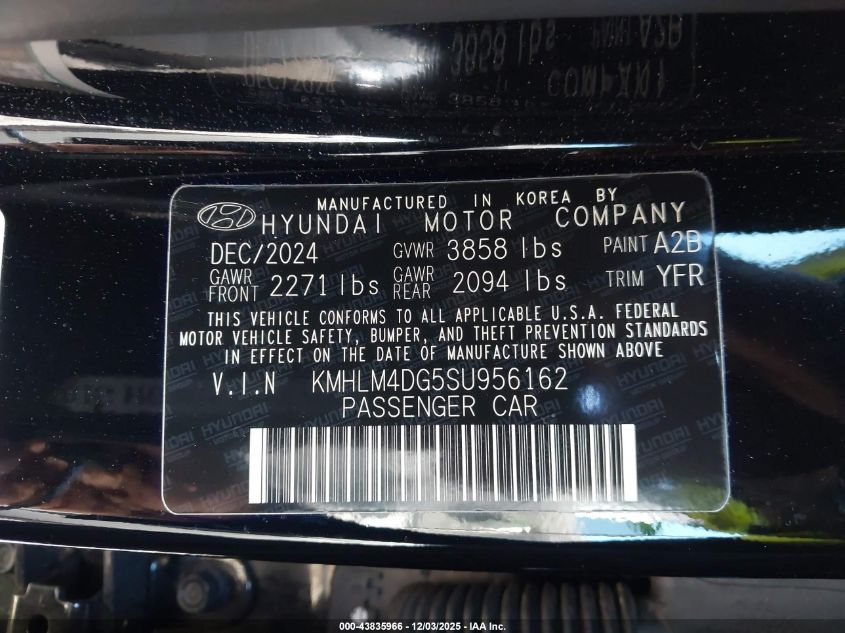 MANUFACTURED IN KOREA BY
HYUNDAI MOTOR COMPANY
DEC/2024 GVWR 3858 lbs PAINT A2B
GAWR FRONT 2271 lbs GAWR REAR 2094 lbs TRIM YFR
THIS VEHICLE CONFORMS TO ALL APPLICABLE U.S.A. FEDERAL
MOTOR VEHICLE SAFETY, BUMPER, AND THEFT PREVENTION STANDARDS
IN EFFECT ON THE DATE OF MANUFACTURE SHOWN ABOVE
V.I.N KMHLM4DG5SU956162
PASSENGER CAR
000-43835966 - 12/03/2025 - IAA Inc.